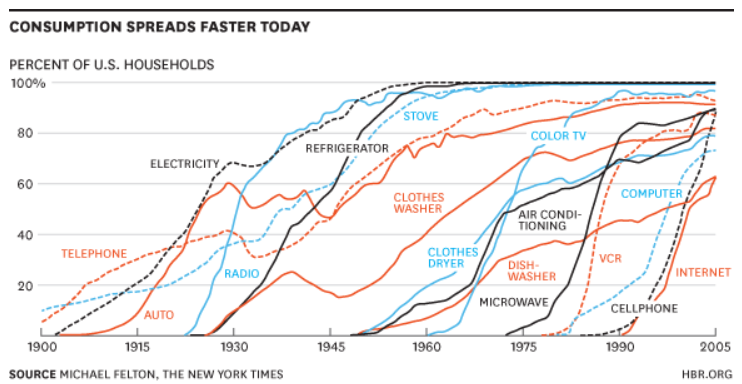 CONSUMPTION SPREADS FASTER TODAY
PERCENT OF U.S. HOUSEHOLDS
100%
80
60
40
20
STOVE
COLOR TV
REFRIGERATOR
ELECTRICITY
CLOTHES
WASHER
COMPUTER
AIR CONDI-
TIONING
TELEPHONE
CLOTHES
DRYER
VCR
RADIO
DISH-
WASHER
INTERNET
MICROWAVE
CELLPHONE
AUTO
1900 1915 1930 1945 1960 1975 1990 2005
SOURCE MICHAEL FELTON, THE NEW YORK TIMES HBR.ORG